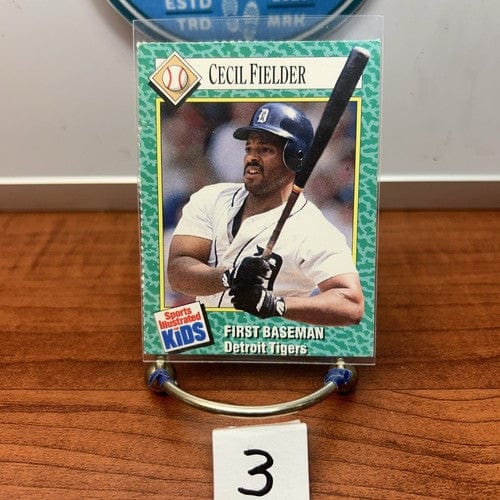 ESTD
TRD MRK
CECIL FIELDER
D
Sports
Illustrated
KIDS
FIRST BASEMAN
Detroit Tigers
3